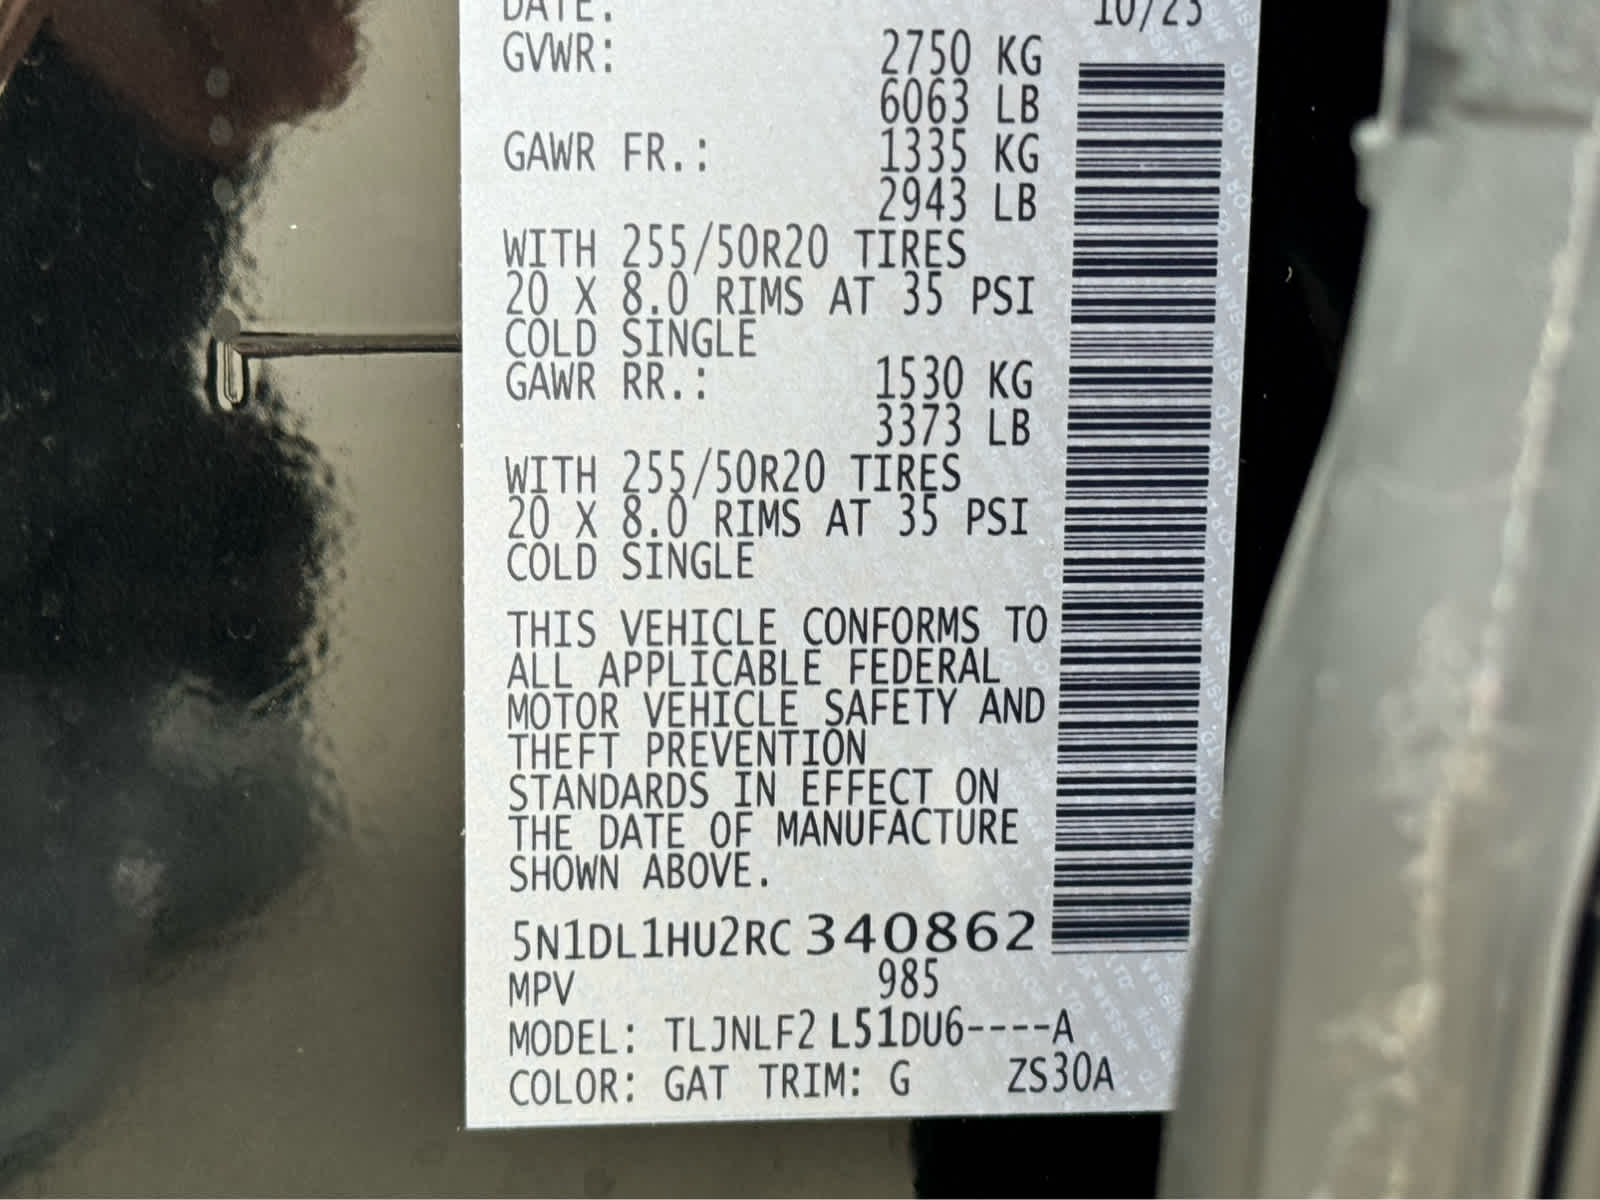 DATE: 10/23
GVWR: 2750 KG
6063 LB
GAWR FR.: 1335 KG
2943 LB
WITH 255/50R20 TIRES
20 X 8.0 RIMS AT 35 PSI
COLD SINGLE
GAWR RR.: 1530 KG
3373 LB
WITH 255/50R20 TIRES
20 X 8.0 RIMS AT 35 PSI
COLD SINGLE
THIS VEHICLE CONFORMS TO
ALL APPLICABLE FEDERAL
MOTOR VEHICLE SAFETY AND
THEFT PREVENTION
STANDARDS IN EFFECT ON
THE DATE OF MANUFACTURE
SHOWN ABOVE.
5N1DL1HU2RC 340862
MPV 985
MODEL: TLJNLF2 L51DU6----A
COLOR: GAT TRIM: G ZS30A